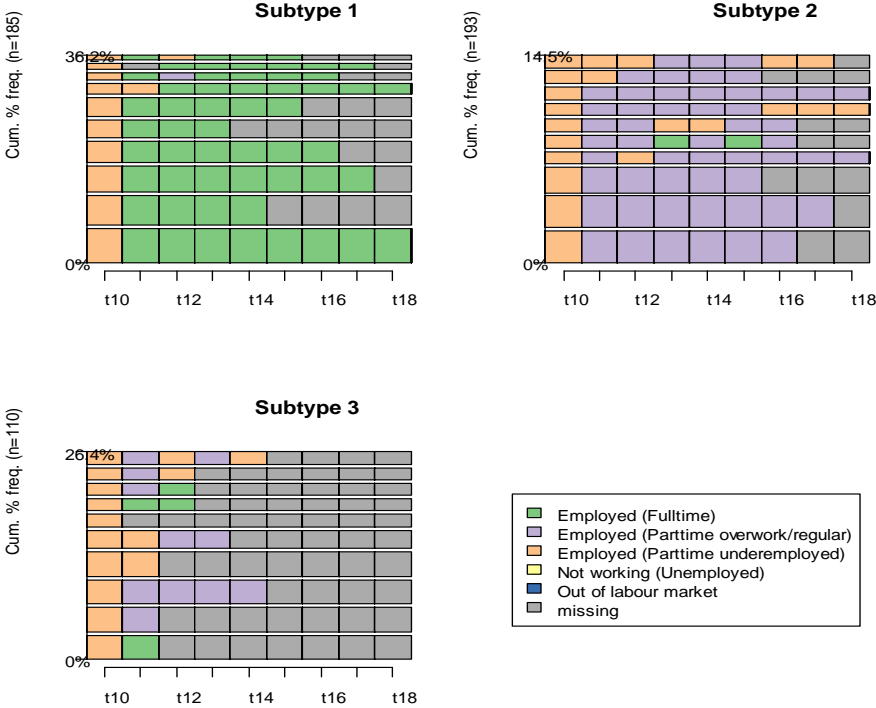 Subtype 1
Cum. % freq. (n=185)
36.2%
0%
t10 t12 t14 t16 t18
Subtype 2
Cum. % freq. (n=193)
14.5%
0%
t10 t12 t14 t16 t18
Subtype 3
Cum. % freq. (n=110)
26.4%
0%
t10 t12 t14 t16 t18
Employed (Fulltime)
Employed (Parttime overwork/regular)
Employed (Parttime underemployed)
Not working (Unemployed)
Out of labour market
missing